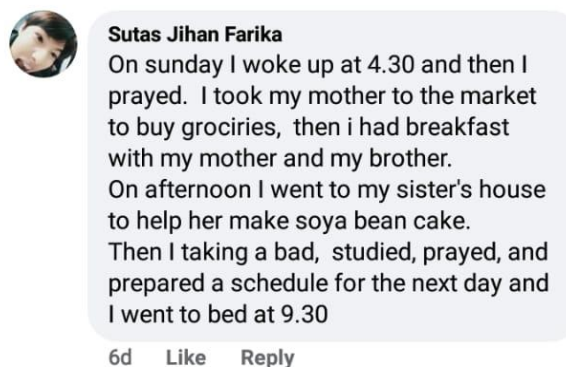 Sutas Jihan Farika
On sunday I woke up at 4.30 and then I
prayed. I took my mother to the market
to buy grociries, then i had breakfast
with my mother and my brother.
On afternoon I went to my sister's house
to help her make soya bean cake.
Then I taking a bad, studied, prayed, and
prepared a schedule for the next day and
I went to bed at 9.30
6d Like Reply